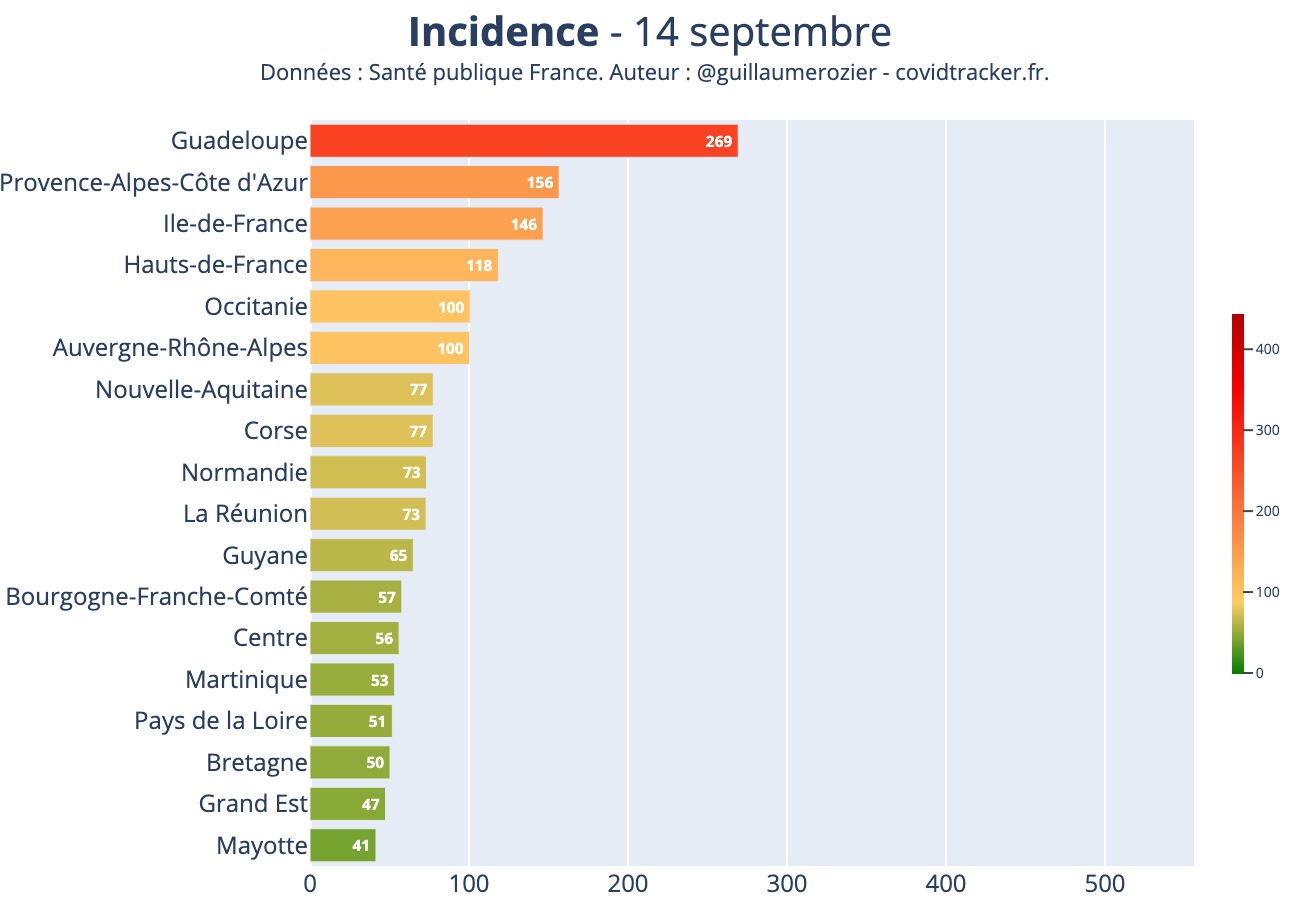 Incidence - 14 septembre
Données : Santé publique France. Auteur : @guillaumerozier - covidtracker.fr.
Guadeloupe 269
Provence-Alpes-Côte d'Azur 156
Ile-de-France 146
Hauts-de-France 118
Occitanie 100
Auvergne-Rhône-Alpes 100
Nouvelle-Aquitaine 77
Corse 77
Normandie 73
La Réunion 73
Guyane 65
Bourgogne-Franche-Comté 57
Centre 56
Martinique 53
Pays de la Loire 51
Bretagne 50
Grand Est 47
Mayotte 41
0 100 200 300 400 500
400
300
200
100
0